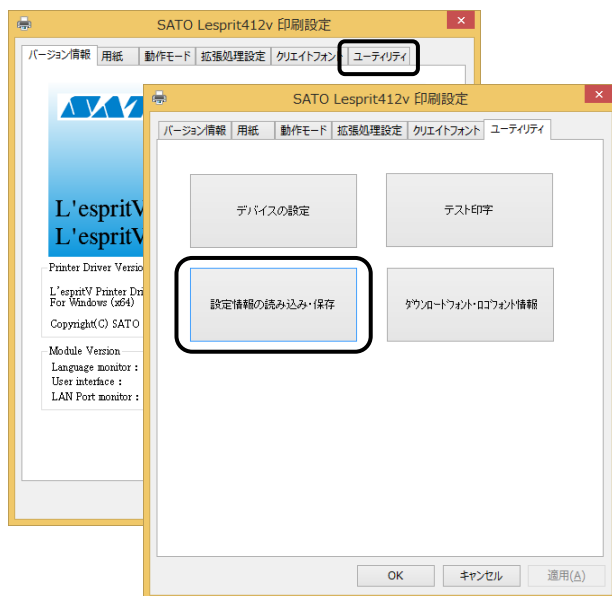 SATO Lesprit412v 印刷設定
バージョン情報 用紙 動作モード 拡張処理設定 クリエイトフォント ユーティリティ
L'espritV
L'espritV
Printer Driver Versio
L'espritV Printer Dri
For Windows (x64)
Copyright(C) SATO
Module Version
Language monitor :
User interface :
LAN Port monitor :
SATO Lesprit412v 印刷設定
バージョン情報 用紙 動作モード 拡張処理設定 クリエイトフォント ユーティリティ
デバイスの設定 テスト印字
設定情報の読み込み・保存 ダウンロードフォント・ロゴフォント情報
OK キャンセル 適用(A)